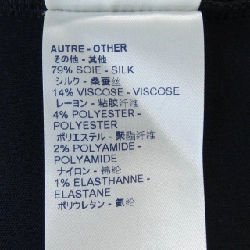 AUTRE - OTHER
その他 - 其他
79% SOIE - SILK
シルク - 桑蚕丝
14% VISCOSE - VISCOSE
レーヨン - 粘胶纤维
4% POLYESTER -
POLYESTER
ポリエステル - 聚酯纤维
2% POLYAMIDE -
POLYAMIDE
ナイロン - 锦纶
1% ELASTHANNE -
ELASTANE
ポリウレタン - 氨纶